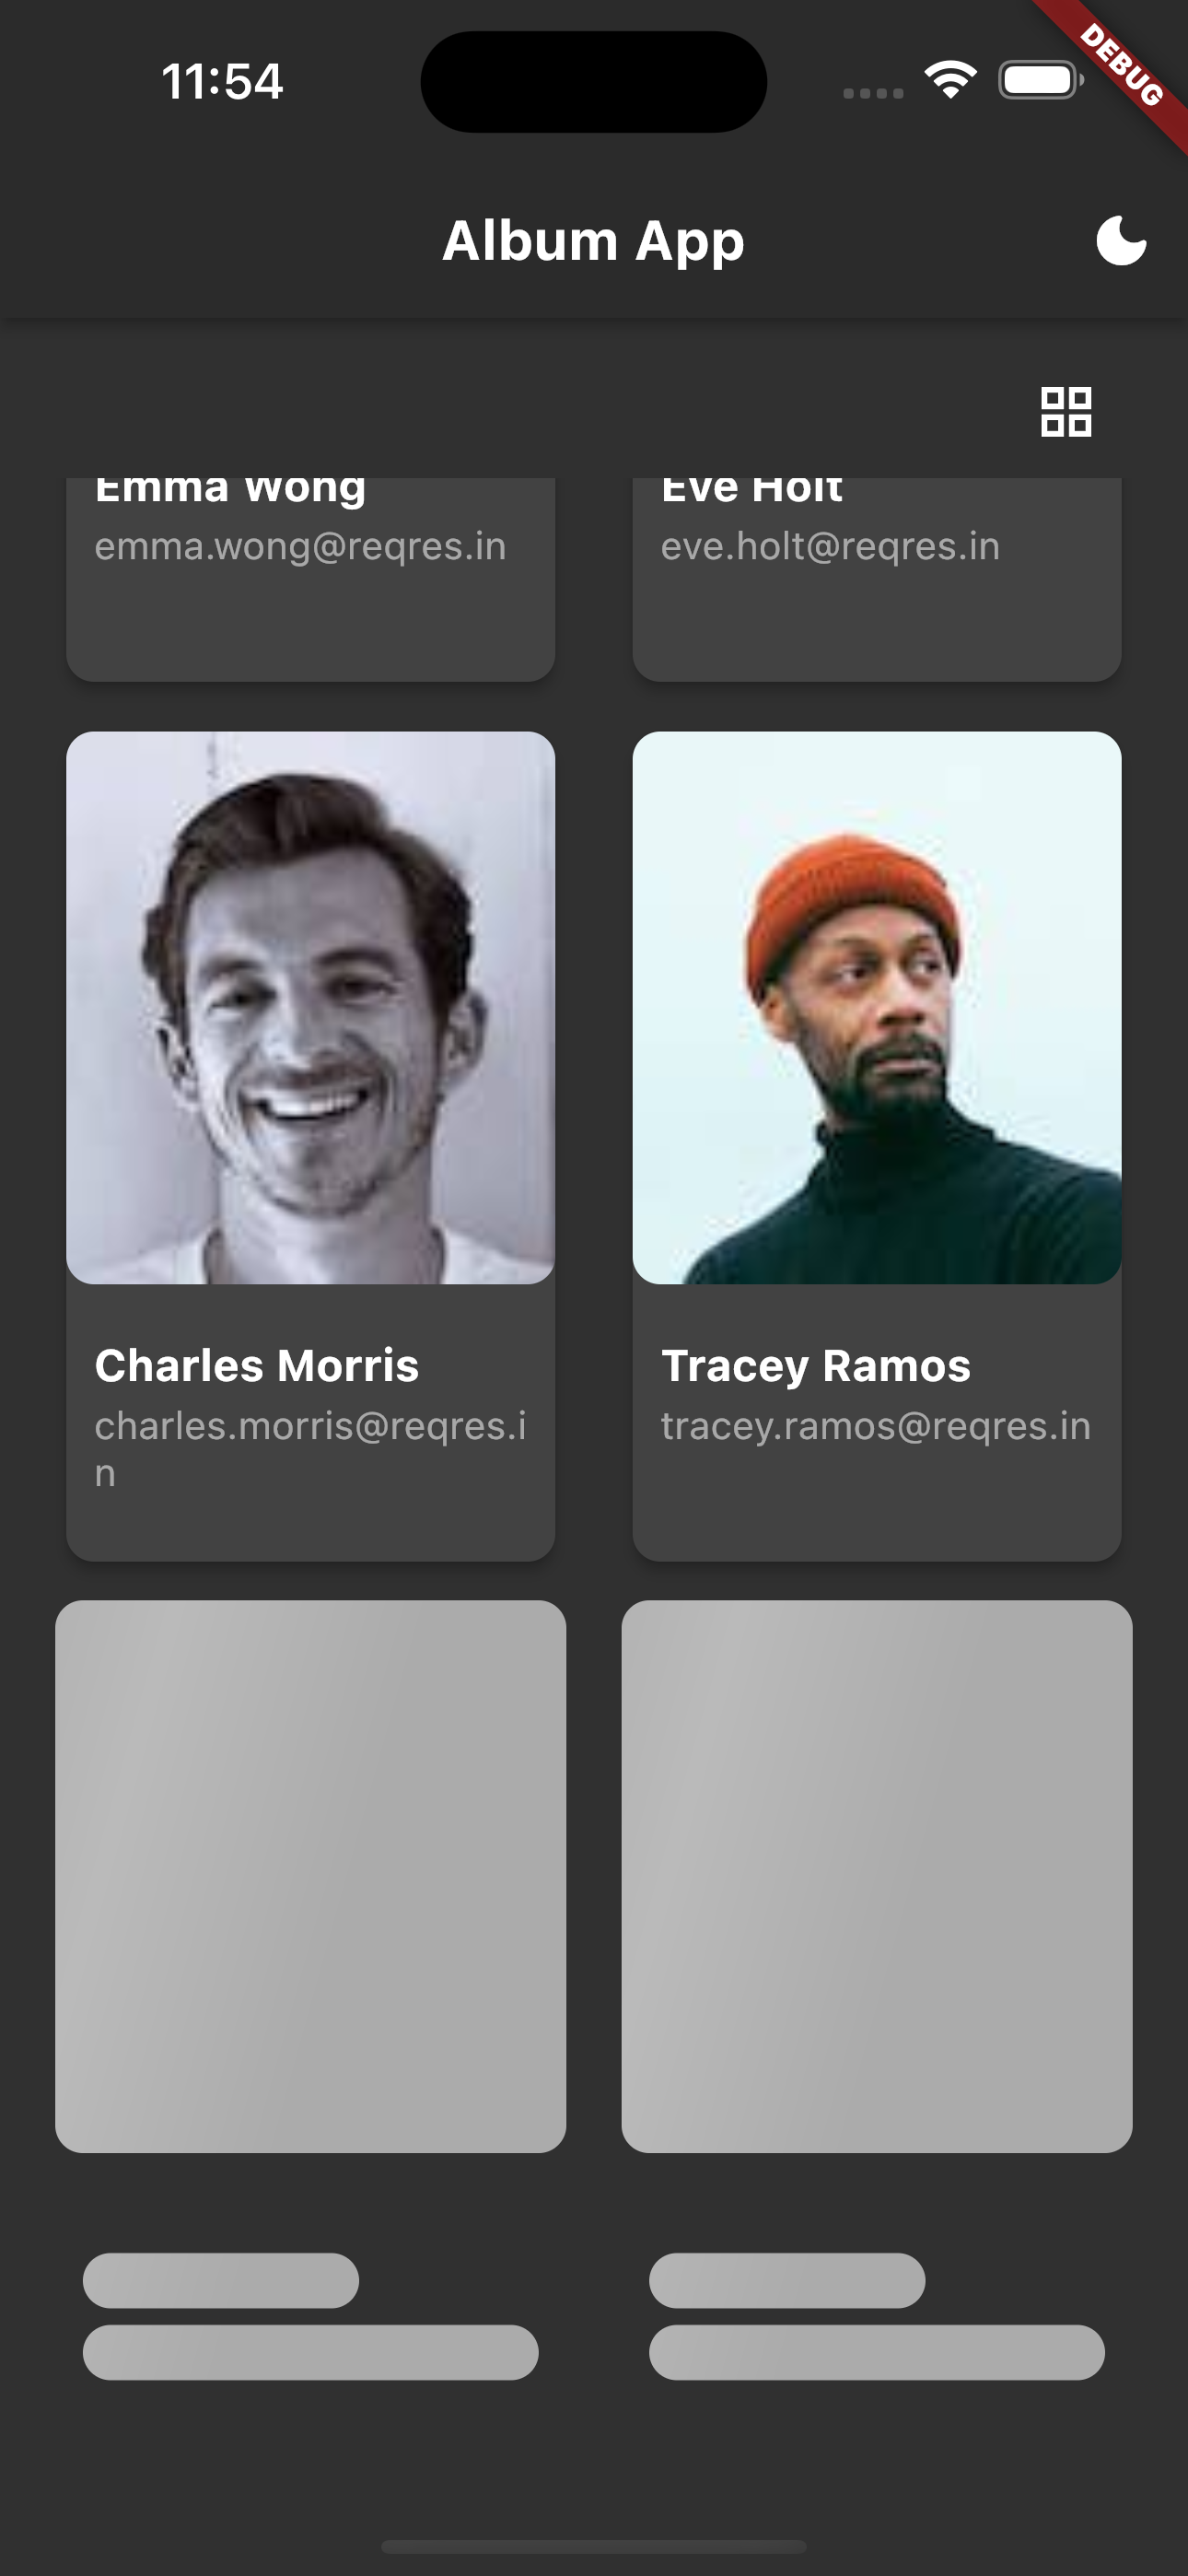 11:54
DEBUG
Album App
Emma Wong
Eve Holt
emma.wong@reqres.in
eve.holt@reqres.in
Charles Morris
Tracey Ramos
charles.morris@reqres.i
n
tracey.ramos@reqres.in